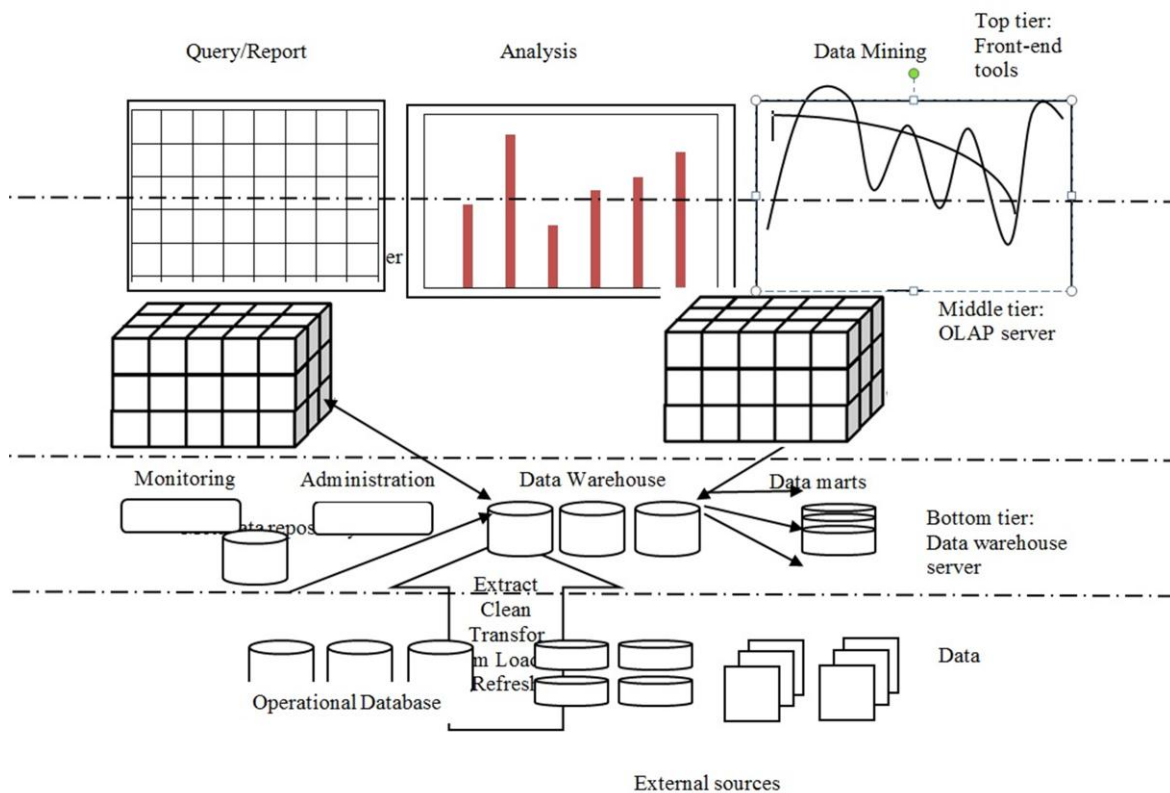 Query/Report
Analysis
Data Mining
Top tier:
Front-end
tools
er
Middle tier:
OLAP server
Monitoring
Administration
Data Warehouse
Data marts
Bottom tier:
Data warehouse
server
Extract
Clean
Transfor
m Load
Refresh
Operational Database
Data
External sources